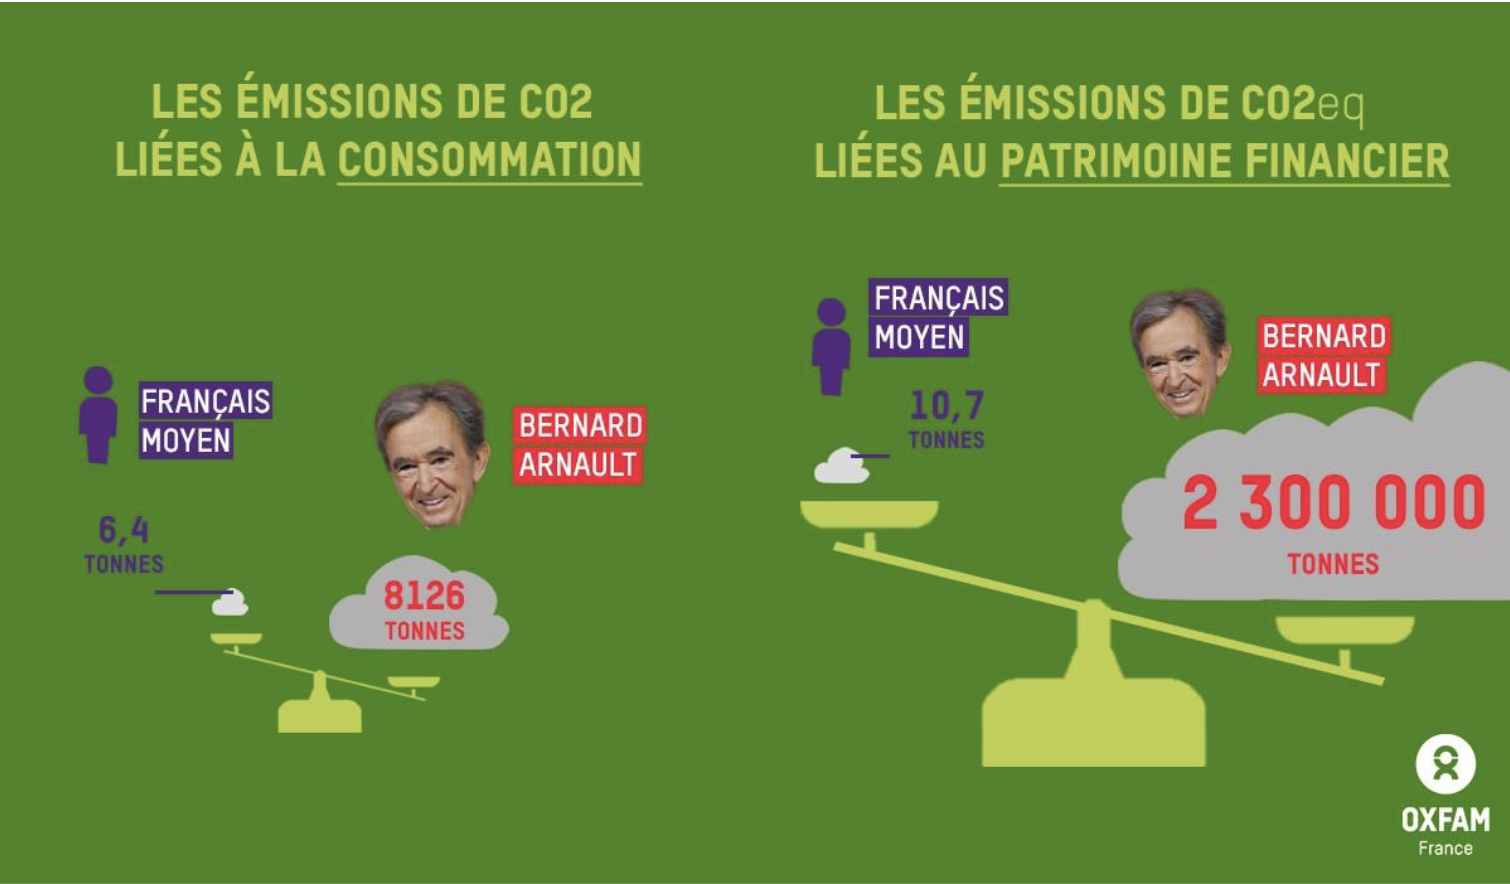 LES ÉMISSIONS DE CO2
LIÉES À LA CONSOMMATION
FRANÇAIS
MOYEN
BERNARD
ARNAULT
6,4
TONNES
8126
TONNES
LES ÉMISSIONS DE CO2eq
LIÉES AU PATRIMOINE FINANCIER
FRANÇAIS
MOYEN
BERNARD
ARNAULT
10,7
TONNES
2 300 000
TONNES
OXFAM
France